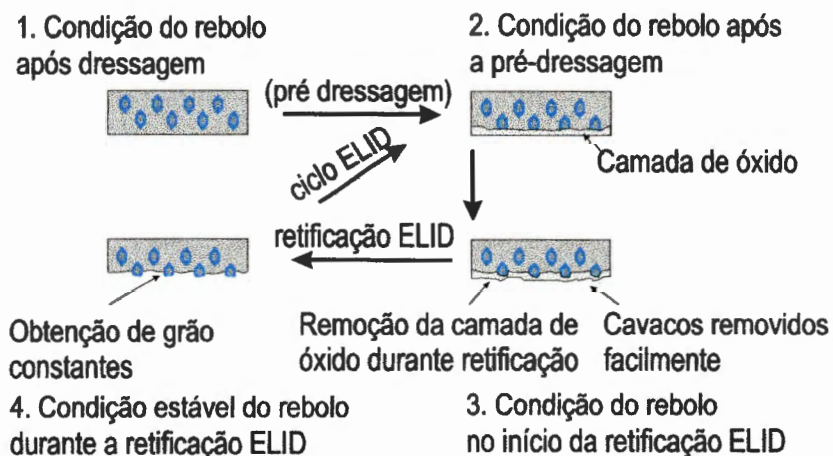 1. Condição do rebolo
após dressagem
(pré dressagem)
2. Condição do rebolo após
a pré-dressagem
Camada de óxido
ciclo ELID
retificação ELID
Obtenção de grão
constantes
4. Condição estável do rebolo
durante a retificação ELID
Remoção da camada de
óxido durante retificação
Cavacos removidos
facilmente
3. Condição do rebolo
no início da retificação ELID